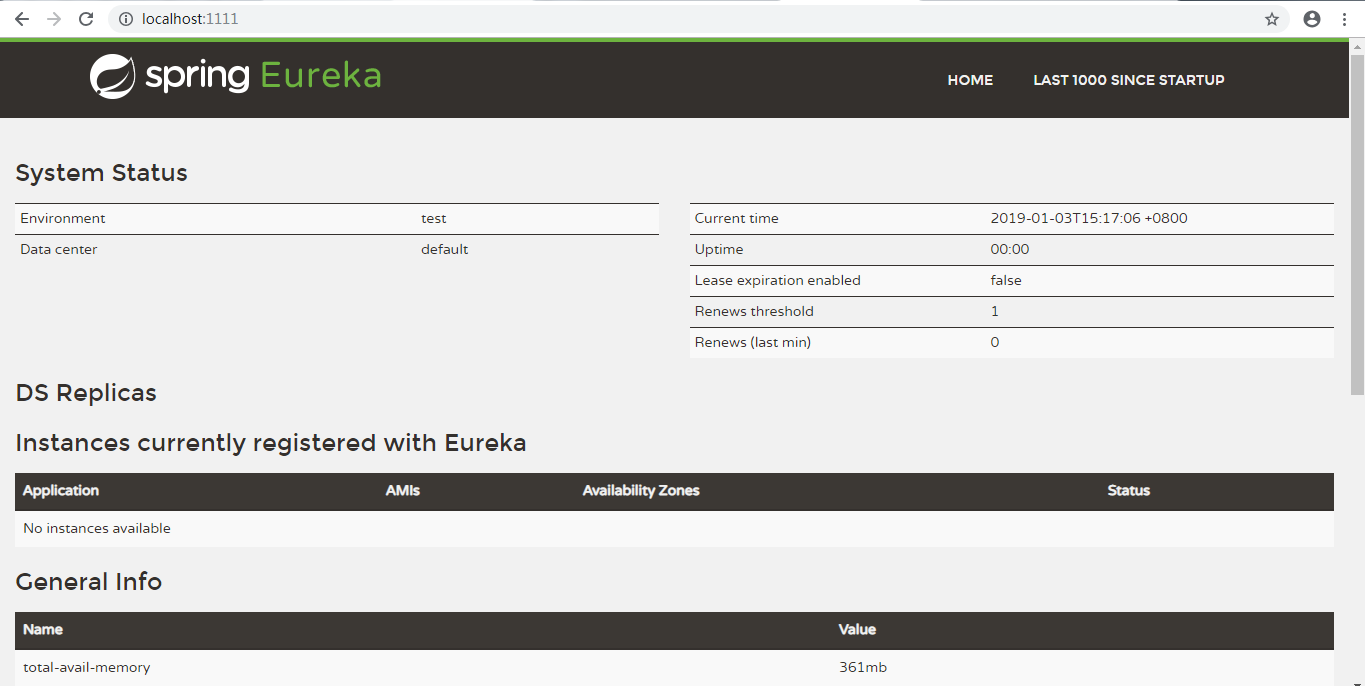 localhost:1111
spring Eureka
HOME LAST 1000 SINCE STARTUP
System Status
Environment test
Data center default
Current time 2019-01-03T15:17:06 +0800
Uptime 00:00
Lease expiration enabled false
Renews threshold 1
Renews (last min) 0
DS Replicas
Instances currently registered with Eureka
Application AMIs Availability Zones Status
No instances available
General Info
Name Value
total-avail-memory 361mb